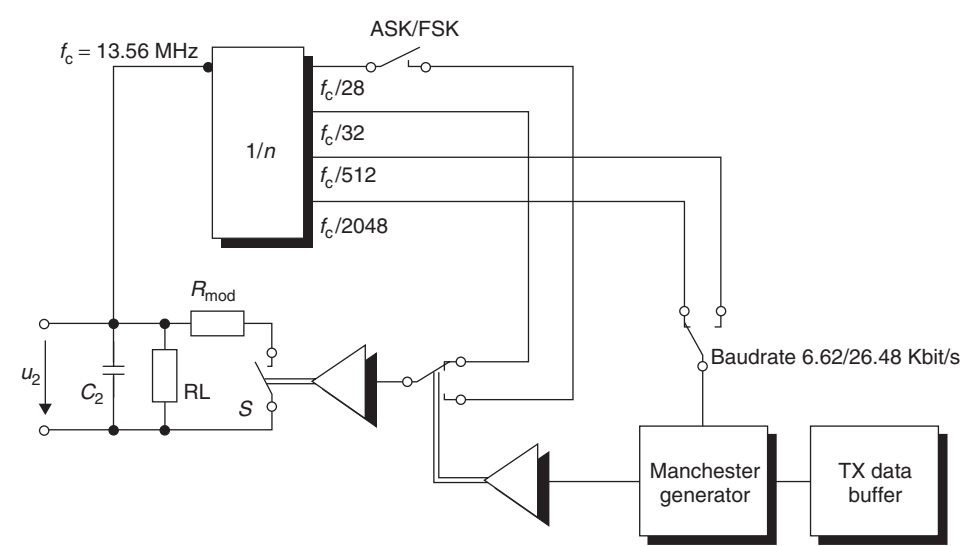 ASK/FSK
f_c = 13.56 MHz
f_c/28
f_c/32
1/n
f_c/512
f_c/2048
R_mod
Baudrate 6.62/26.48 Kbit/s
u_2
C_2
RL
S
Manchester
generator
TX data
buffer